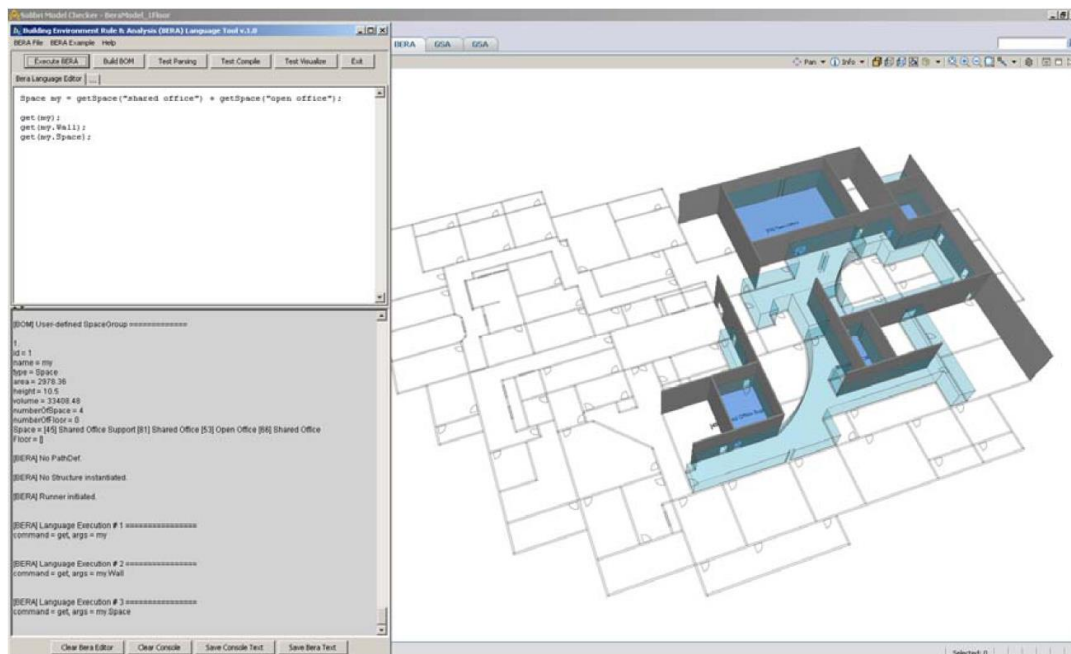 Solibri Model Checker - BeraModel_1Floor
Building Environment Rule & Analysis (BERA) Language Tool v.1.0
BERA File BERA Example Help
Execute BERA Build BOM Test Parsing Test Compile Test Visualize Exit
Bera Language Editor ...
Space my = getSpace("shared office") + getSpace("open office");
get(my);
get(my.Wall);
get(my.Space);
BERA GSA GSA
Pan Info
[BOM] User-defined SpaceGroup =============
1.
id = 1
name = my
type = Space
area = 2978.36
height = 10.5
volume = 33408.48
numberOfSpace = 4
numberOfFloor = 0
Space = [45] Shared Office Support [81] Shared Office [53] Open Office [66] Shared Office
Floor = []
[BERA] No PathDef.
[BERA] No Structure instantiated.
[BERA] Runner initiated.
[BERA] Language Execution # 1 ================
command = get, args = my
[BERA] Language Execution # 2 ================
command = get, args = my.Wall
[BERA] Language Execution # 3 ================
command = get, args = my.Space
Clear Bera Editor Clear Console Save Console Text Save Bera Text
Selected: 0